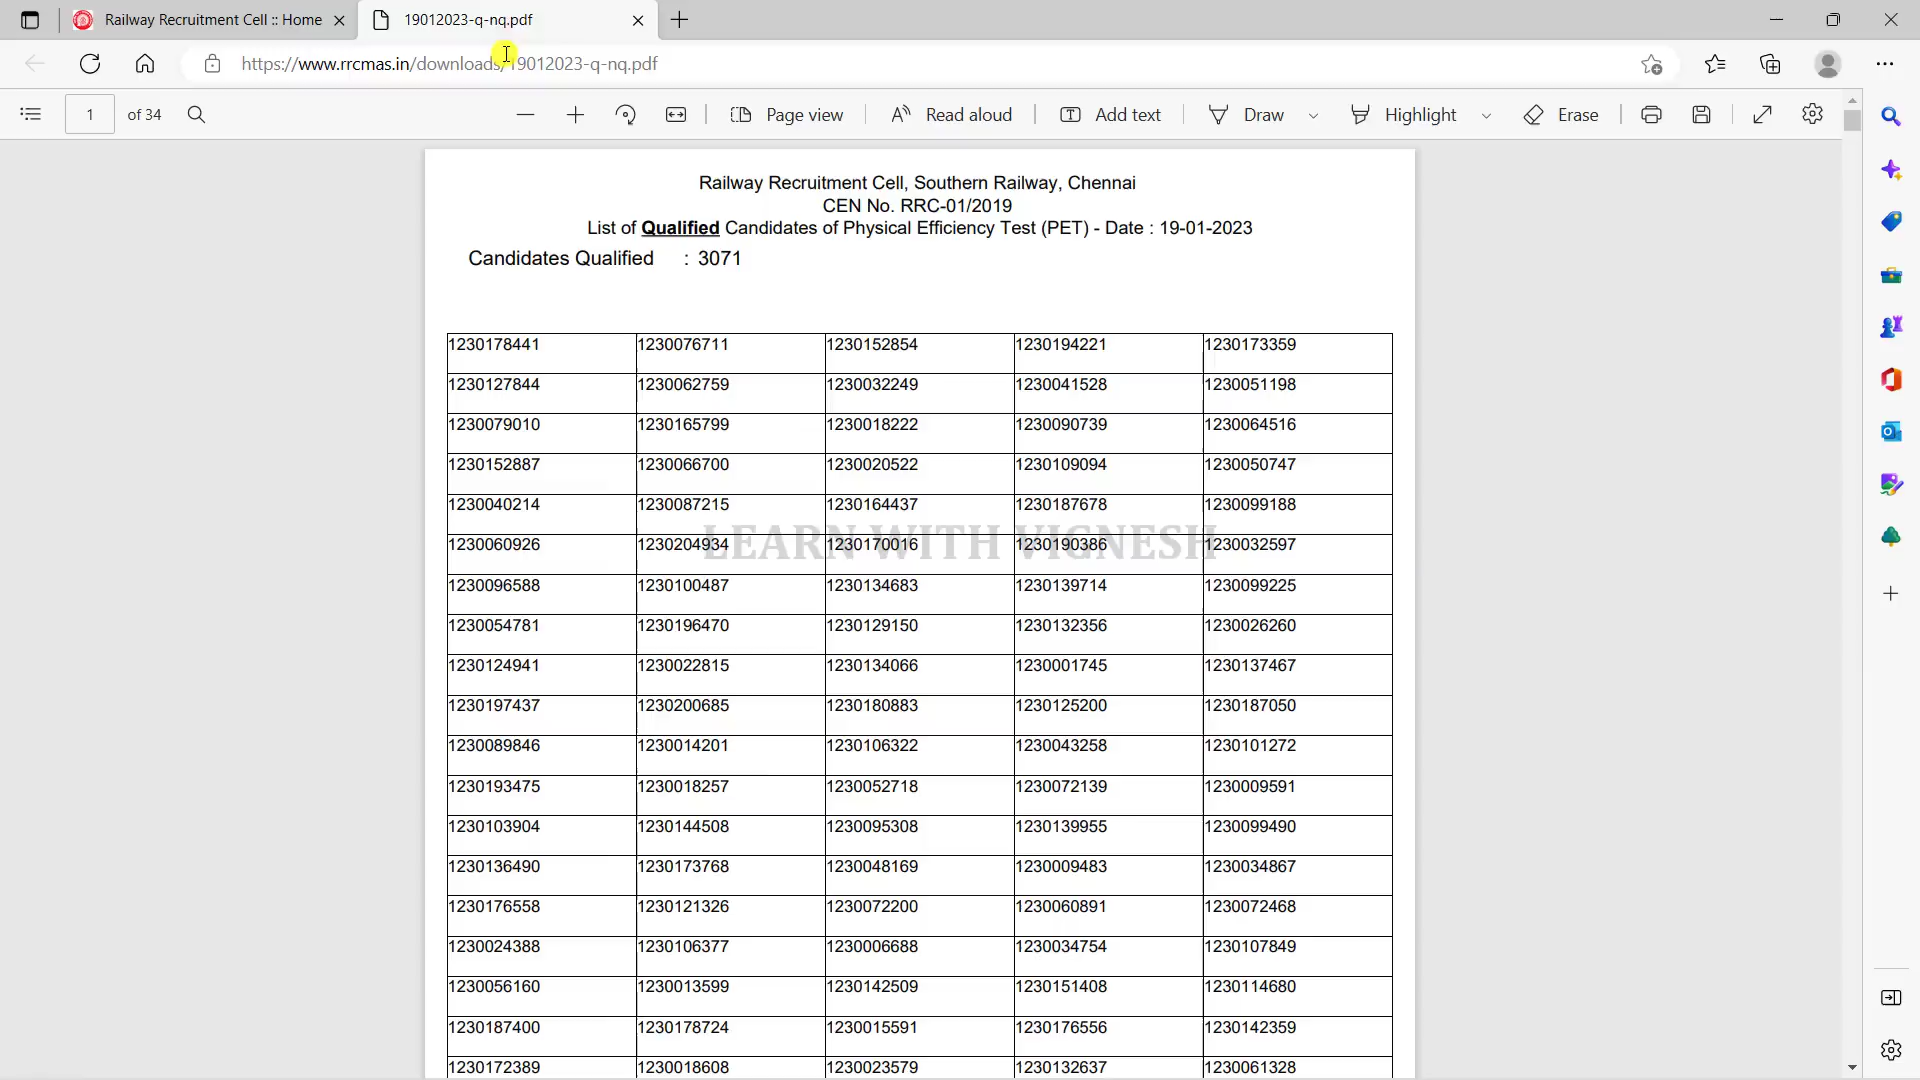 Railway Recruitment Cell :: Home
19012023-q-nq.pdf
https://www.rrcmas.in/downloads/19012023-q-nq.pdf
1 of 34 Page view Read aloud Add text Draw Highlight Erase
Railway Recruitment Cell, Southern Railway, Chennai
CEN No. RRC-01/2019
List of Qualified Candidates of Physical Efficiency Test (PET) - Date : 19-01-2023
Candidates Qualified : 3071
1230178441 1230076711 1230152854 1230194221 1230173359
1230127844 1230062759 1230032249 1230041528 1230051198
1230079010 1230165799 1230018222 1230090739 1230064516
1230152887 1230066700 1230020522 1230109094 1230050747
1230040214 1230087215 1230164437 1230187678 1230099188
LEARN WITH VIGNESH
1230060926 1230204934 1230170016 1230190386 1230032597
1230096588 1230100487 1230134683 1230139714 1230099225
1230054781 1230196470 1230129150 1230132356 1230026260
1230124941 1230022815 1230134066 1230001745 1230137467
1230197437 1230200685 1230180883 1230125200 1230187050
1230089846 1230014201 1230106322 1230043258 1230101272
1230193475 1230018257 1230052718 1230072139 1230009591
1230103904 1230144508 1230095308 1230139955 1230099490
1230136490 1230173768 1230048169 1230009483 1230034867
1230176558 1230121326 1230072200 1230060891 1230072468
1230024388 1230106377 1230006688 1230034754 1230107849
1230056160 1230013599 1230142509 1230151408 1230114680
1230187400 1230178724 1230015591 1230176556 1230142359
1230172389 1230018608 1230023579 1230132637 1230061328